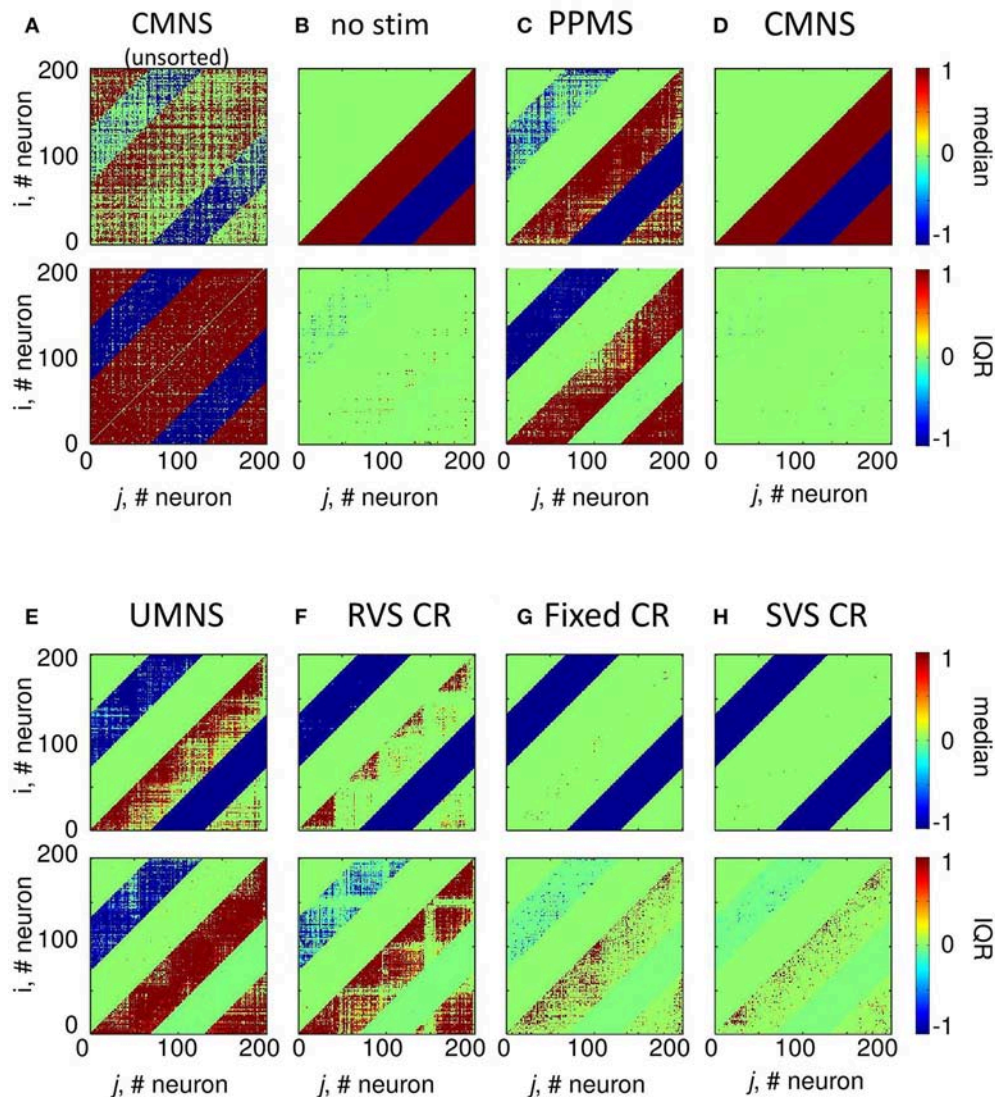 A CMNS (unsorted) B no stim C PPMS D CMNS
200 1
i, # neuron 100 0 median
0 -1
200 1
i, # neuron 100 0 IQR
0 -1
0 100 200 0 100 200 0 100 200 0 100 200
j, # neuron j, # neuron j, # neuron j, # neuron
E UMNS F RVS CR G Fixed CR H SVS CR
200 1
i, # neuron 100 0 median
0 -1
200 1
i, # neuron 100 0 IQR
0 -1
0 100 200 0 100 200 0 100 200 0 100 200
j, # neuron j, # neuron j, # neuron j, # neuron